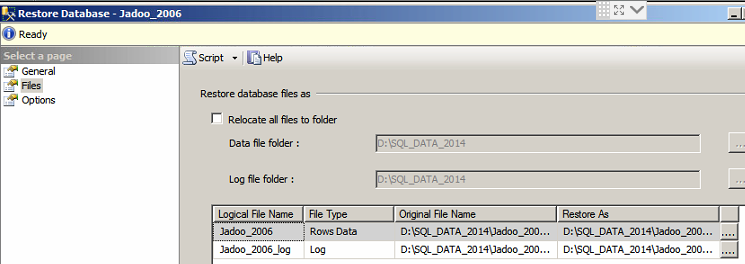 Restore Database - Jadoo_2006
Ready
Select a page
General
Files
Options
Script
Help
Restore database files as
Relocate all files to folder
Data file folder :
D:\SQL_DATA_2014
...
Log file folder :
D:\SQL_DATA_2014
...
Logical File Name File Type Original File Name Restore As
Jadoo_2006 Rows Data D:\SQL_DATA_2014\Jadoo_200... D:\SQL_DATA_2014\Jadoo_200... ....
Jadoo_2006_log Log D:\SQL_DATA_2014\Jadoo_200... D:\SQL_DATA_2014\Jadoo_200... ....